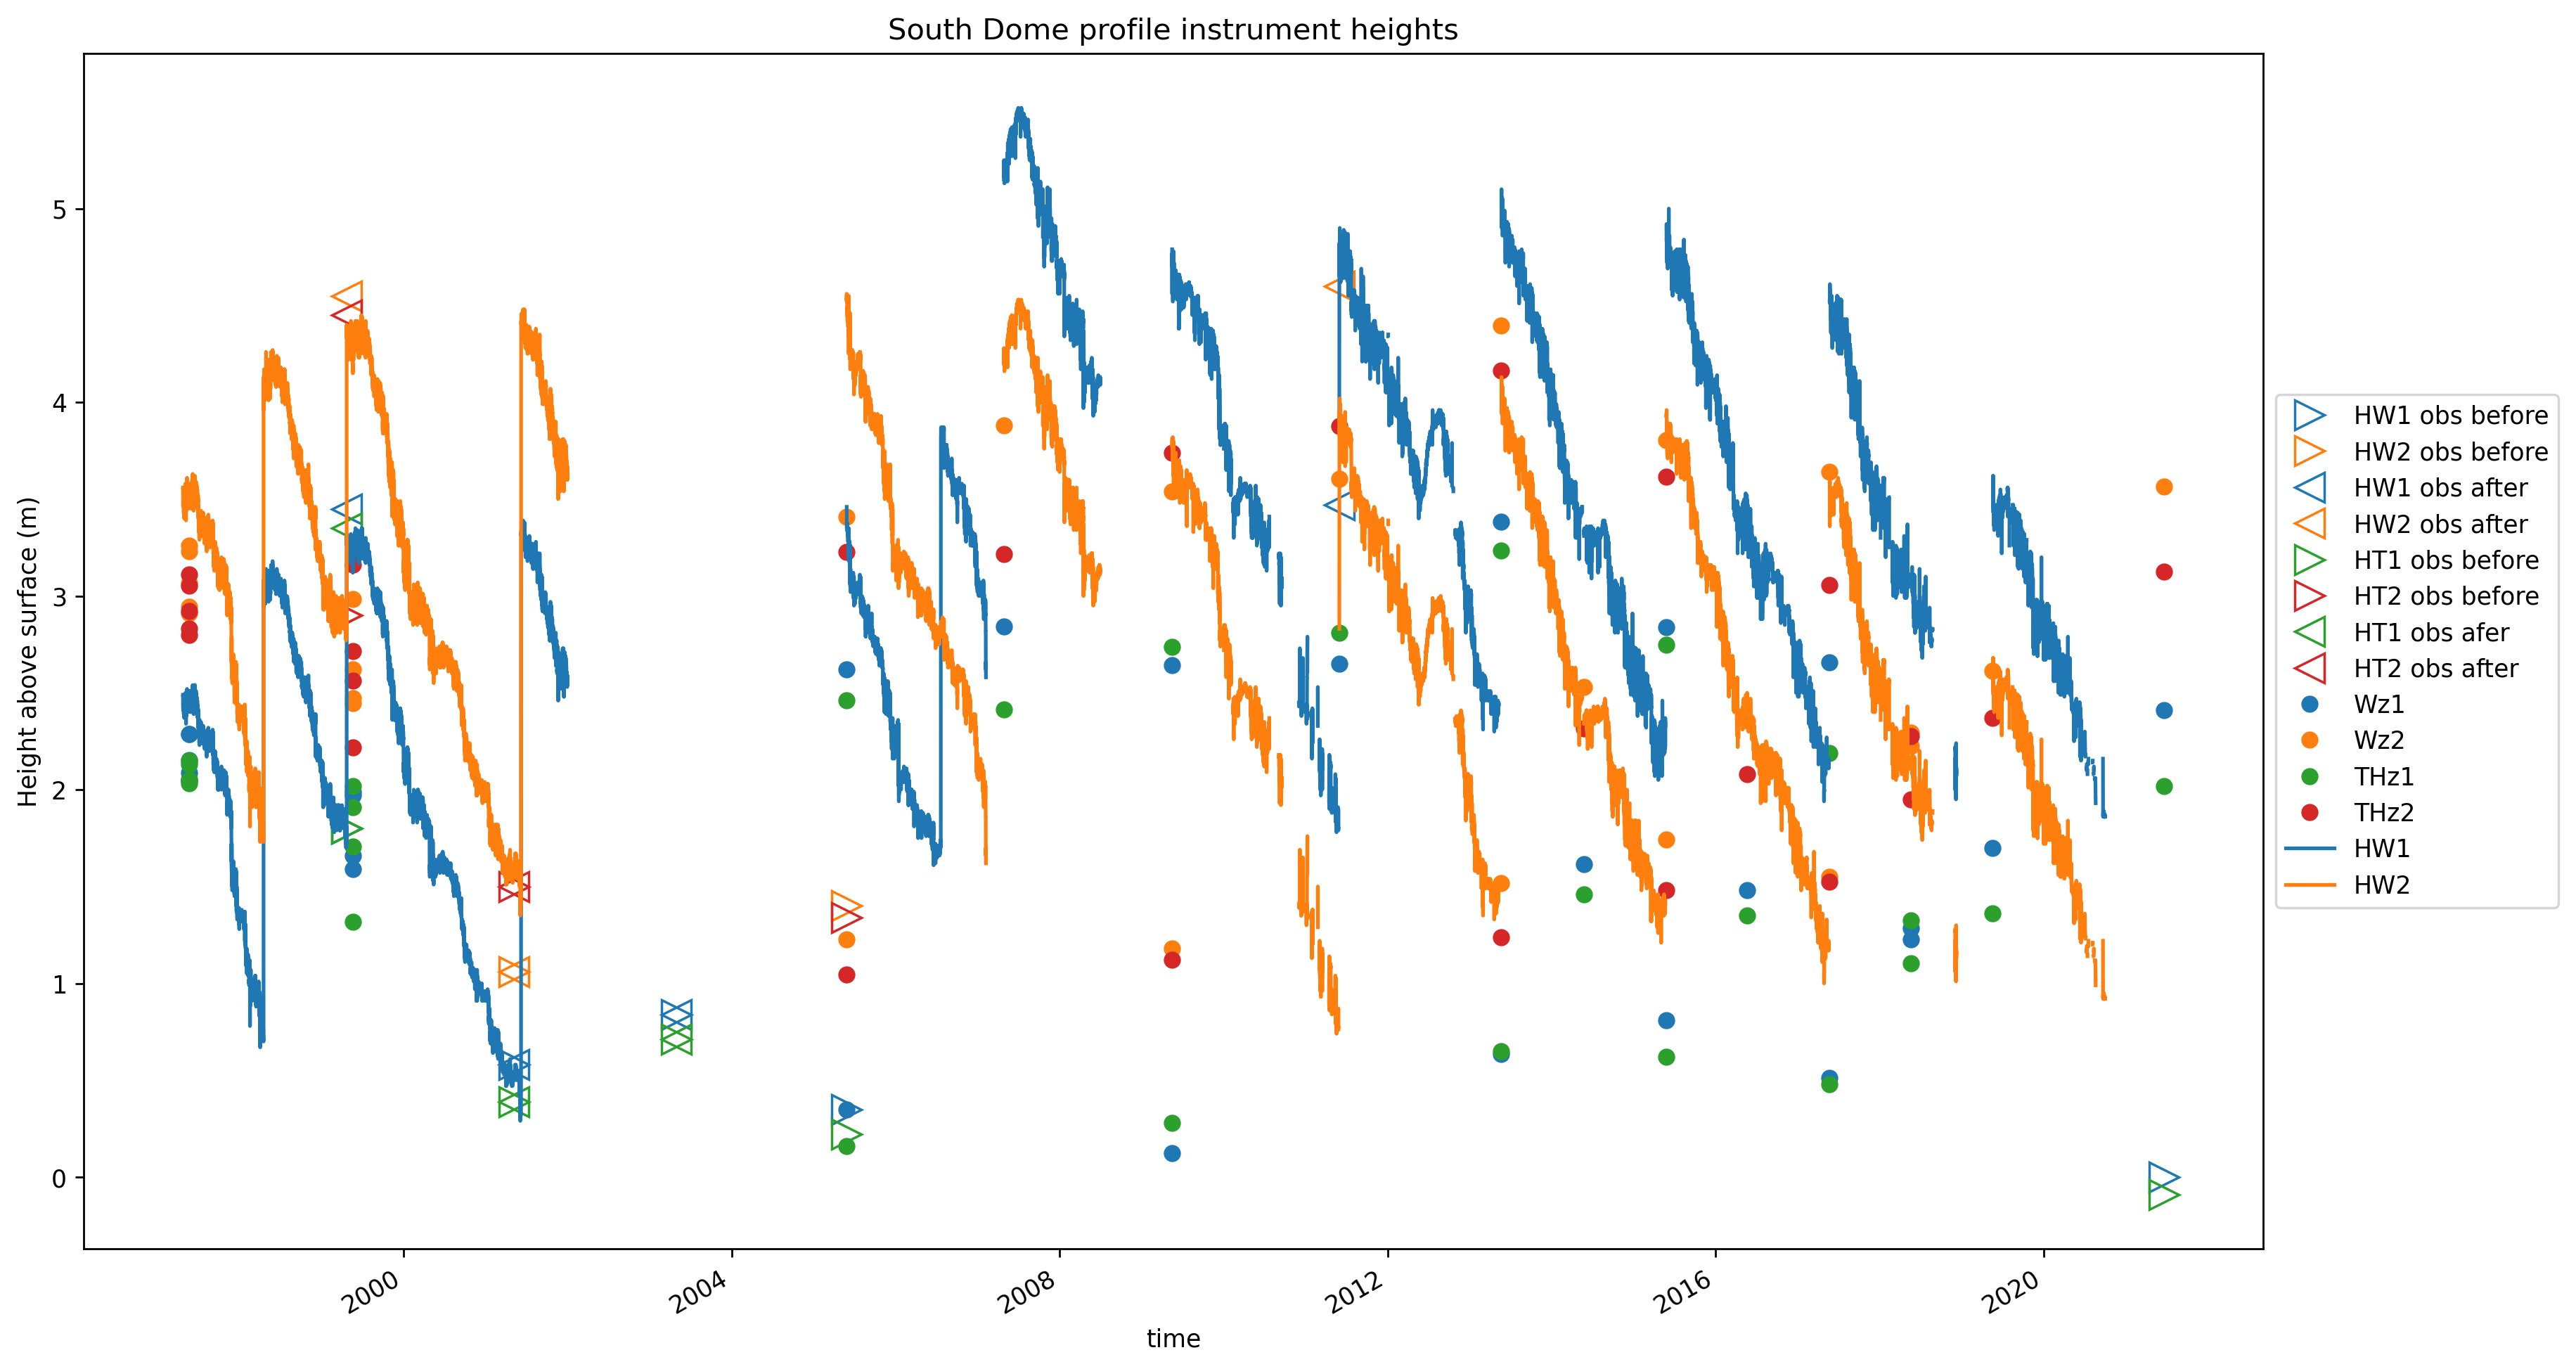 South Dome profile instrument heights
Height above surface (m)
5
4
3
2
1
0
2000
2004
2008
2012
2016
2020
time
HW1 obs before
HW2 obs before
HW1 obs after
HW2 obs after
HT1 obs before
HT2 obs before
HT1 obs afer
HT2 obs after
Wz1
Wz2
THz1
THz2
HW1
HW2